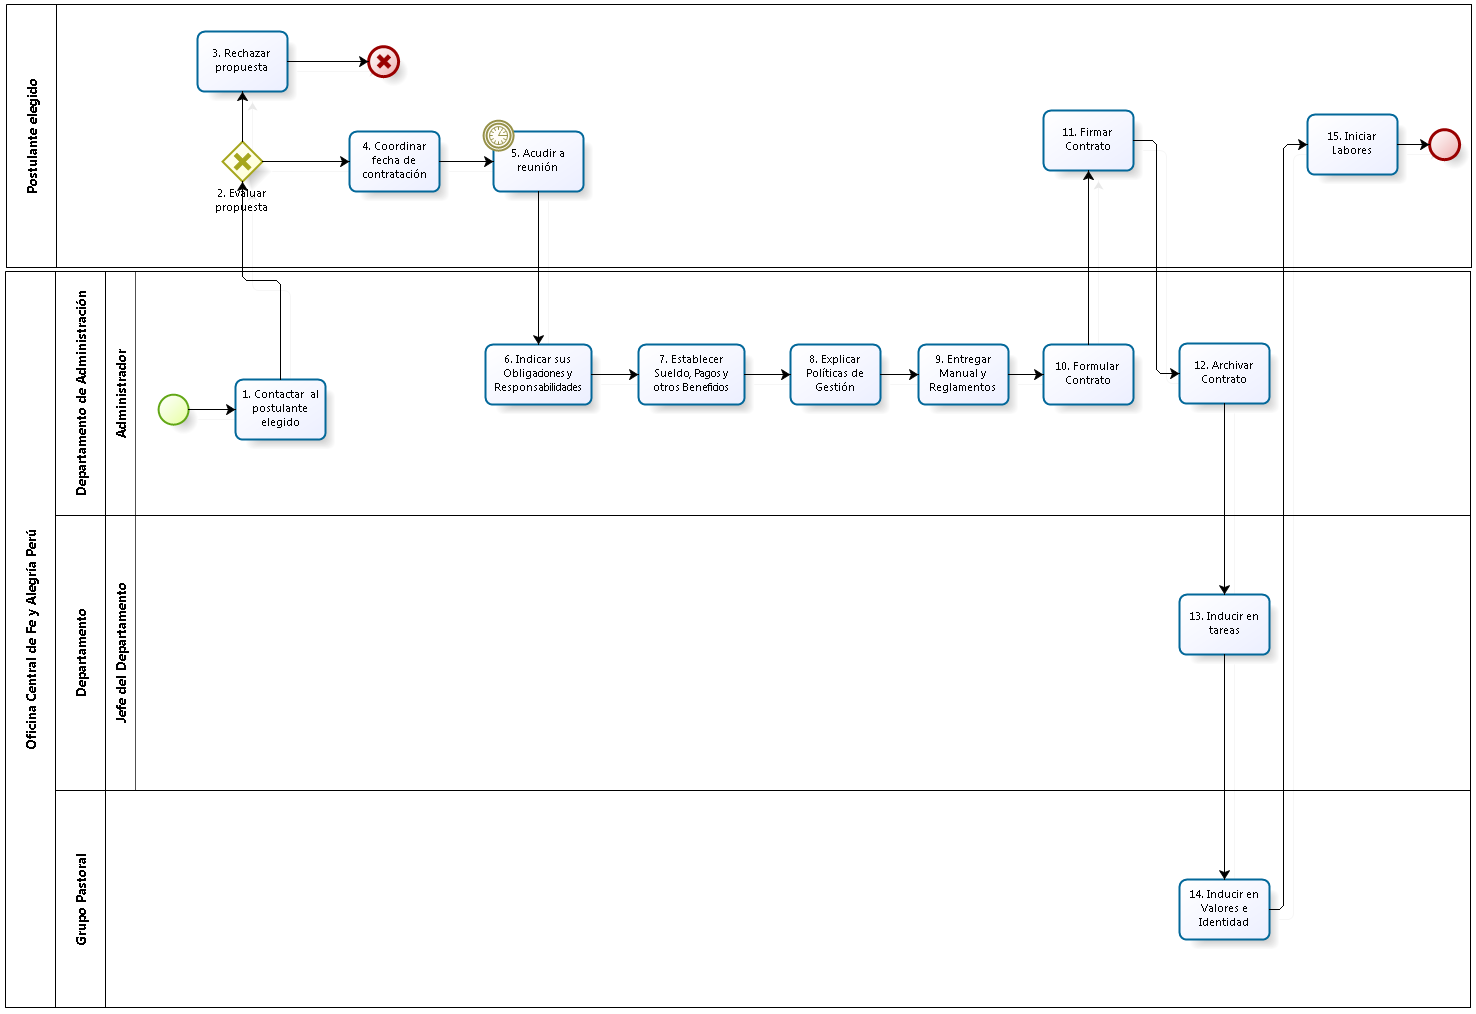 Postulante elegido
3. Rechazar
propuesta
2. Evaluar
propuesta
4. Coordinar
fecha de
contratación
5. Acudir a
reunión
11. Firmar
Contrato
15. Iniciar
Labores
Oficina Central de Fe y Alegría Perú
Departamento de Administración
Administrador
1. Contactar al
postulante
elegido
6. Indicar sus
Obligaciones y
Responsabilidades
7. Establecer
Sueldo, Pagos y
otros Beneficios
8. Explicar
Políticas de
Gestión
9. Entregar
Manual y
Reglamentos
10. Formular
Contrato
12. Archivar
Contrato
Departamento
Jefe del Departamento
13. Inducir en
tareas
Grupo Pastoral
14. Inducir en
Valores e
Identidad